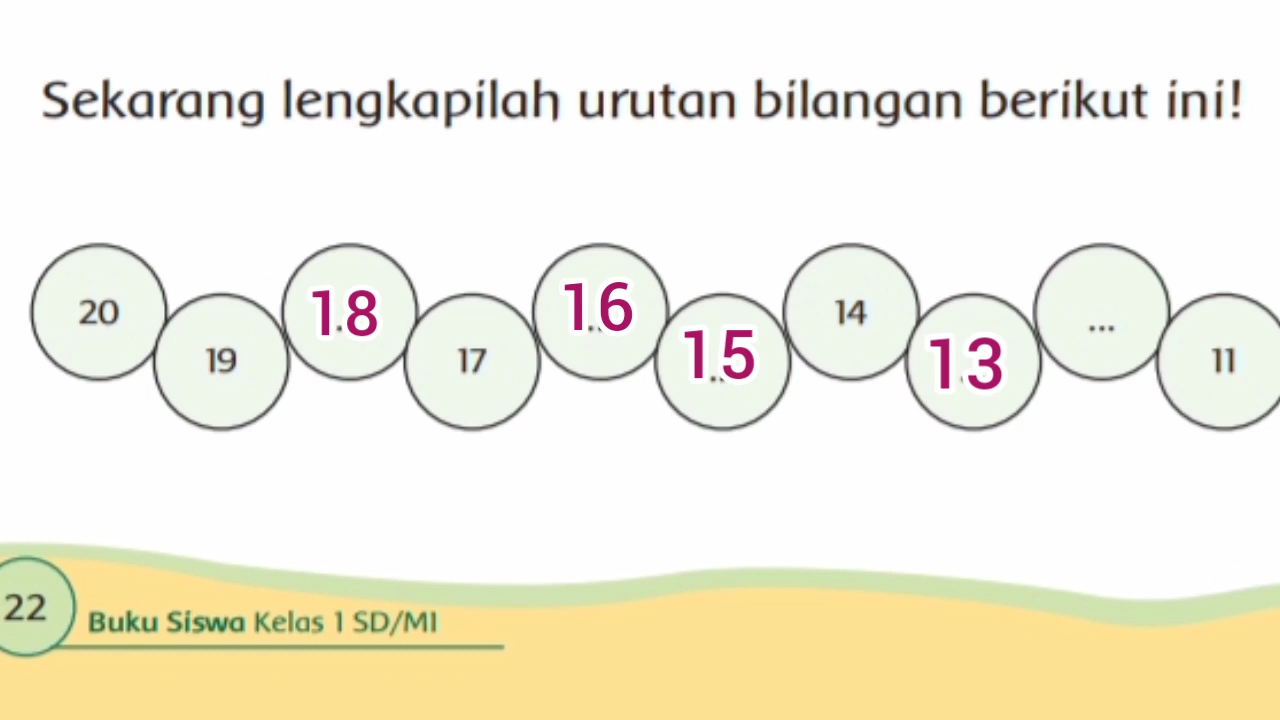 Sekarang lengkapilah urutan bilangan berikut ini!
20 19 18 17 16 15 14 13 ... 11
22 Buku Siswa Kelas 1 SD/MI